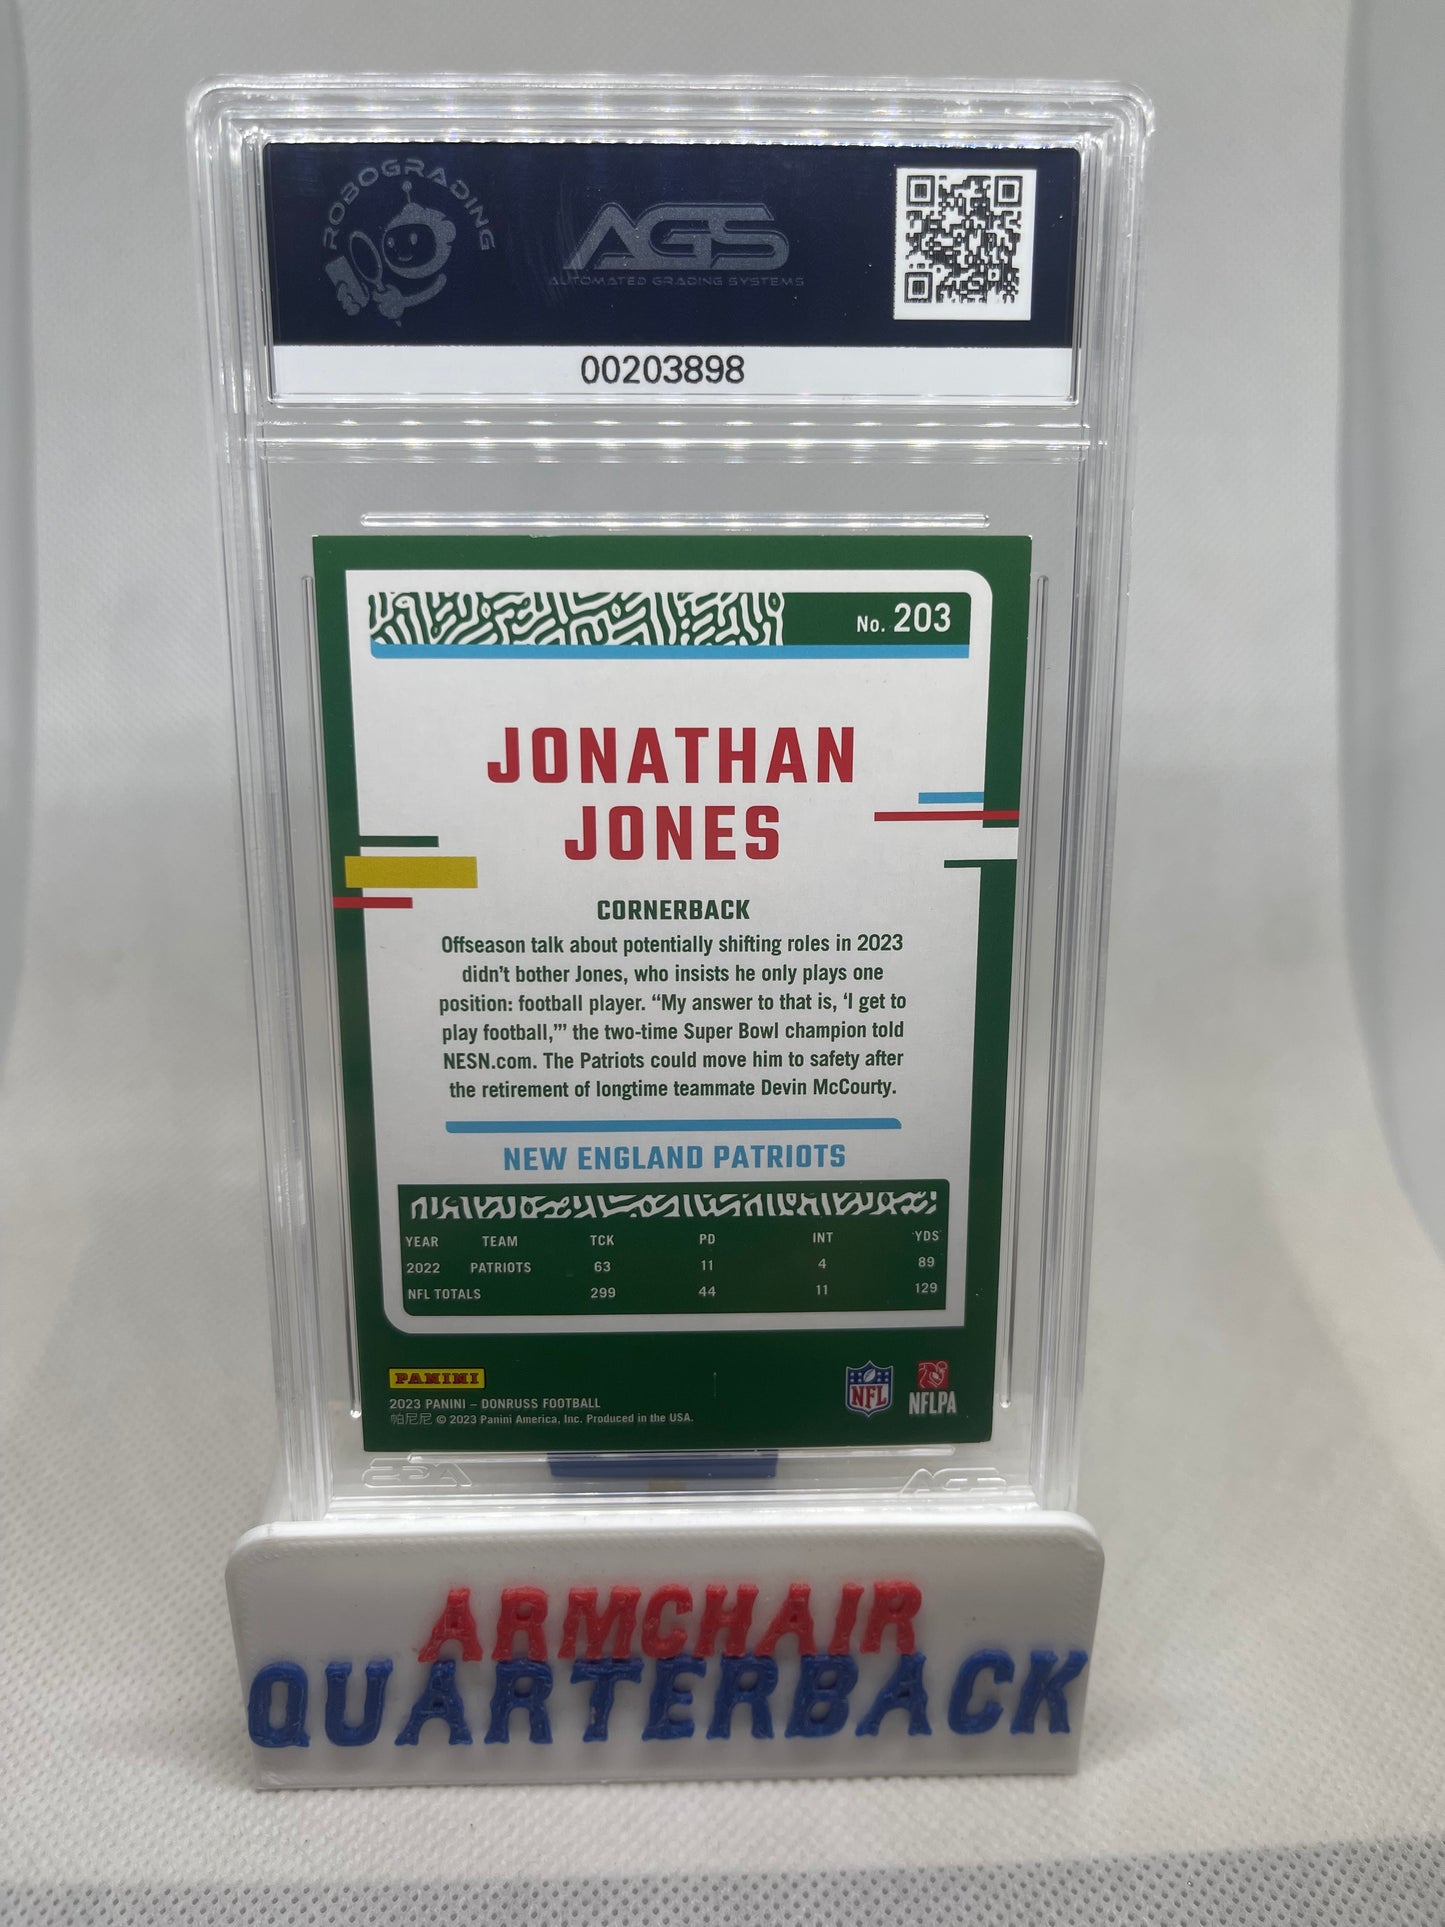 ROBOGRADING
AGS
AUTOMATED GRADING SYSTEMS
00203898
No. 203
JONATHAN
JONES
CORNERBACK
Offseason talk about potentially shifting roles in 2023
didn't bother Jones, who insists he only plays one
position: football player. “My answer to that is, ‘I get to
play football,’” the two-time Super Bowl champion told
NESN.com. The Patriots could move him to safety after
the retirement of longtime teammate Devin McCourty.
NEW ENGLAND PATRIOTS
YEAR TEAM TCK PD INT YDS
2022 PATRIOTS 63 11 4 89
NFL TOTALS 299 44 11 129
PANINI
2023 PANINI – DONRUSS FOOTBALL
帕尼尼 © 2023 Panini America, Inc. Produced in the USA.
NFL
NFLPA
AGS AGS
ARMCHAIR
QUARTERBACK